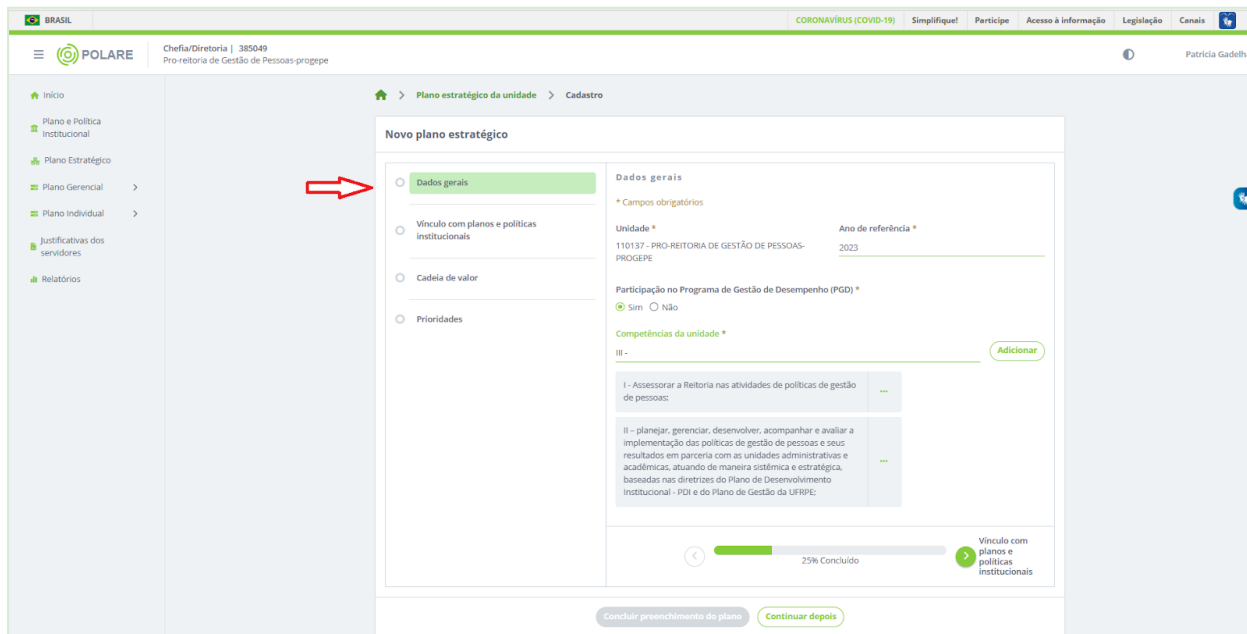 BRASIL
CORONAVÍRUS (COVID-19) Simplifique! Participe Acesso à informação Legislação Canais
POLARE
Chefia/Diretoria | 385049
Pro-reitoria de Gestão de Pessoas-progepe
Patricia Gadelh
Início
Plano e Política
Institucional
Plano Estratégico
Plano Gerencial
Plano Individual
Justificativas dos
servidores
Relatórios
Plano estratégico da unidade > Cadastro
Novo plano estratégico
Dados gerais
Vínculo com planos e políticas
institucionais
Cadeia de valor
Prioridades
Dados gerais
* Campos obrigatórios
Unidade *
110137 - PRO-REITORIA DE GESTÃO DE PESSOAS-
PROGEPE
Ano de referência *
2023
Participação no Programa de Gestão de Desempenho (PGD) *
Sim Não
Competências da unidade *
III -
Adicionar
I - Assessorar a Reitoria nas atividades de políticas de gestão
de pessoas;
...
II – planejar, gerenciar, desenvolver, acompanhar e avaliar a
implementação das políticas de gestão de pessoas e seus
resultados em parceria com as unidades administrativas e
acadêmicas, atuando de maneira sistêmica e estratégica,
baseadas nas diretrizes do Plano de Desenvolvimento
Institucional - PDI e do Plano de Gestão da UFRPE;
...
25% Concluído
Vínculo com
planos e
políticas
institucionais
Concluir preenchimento do plano
Continuar depois